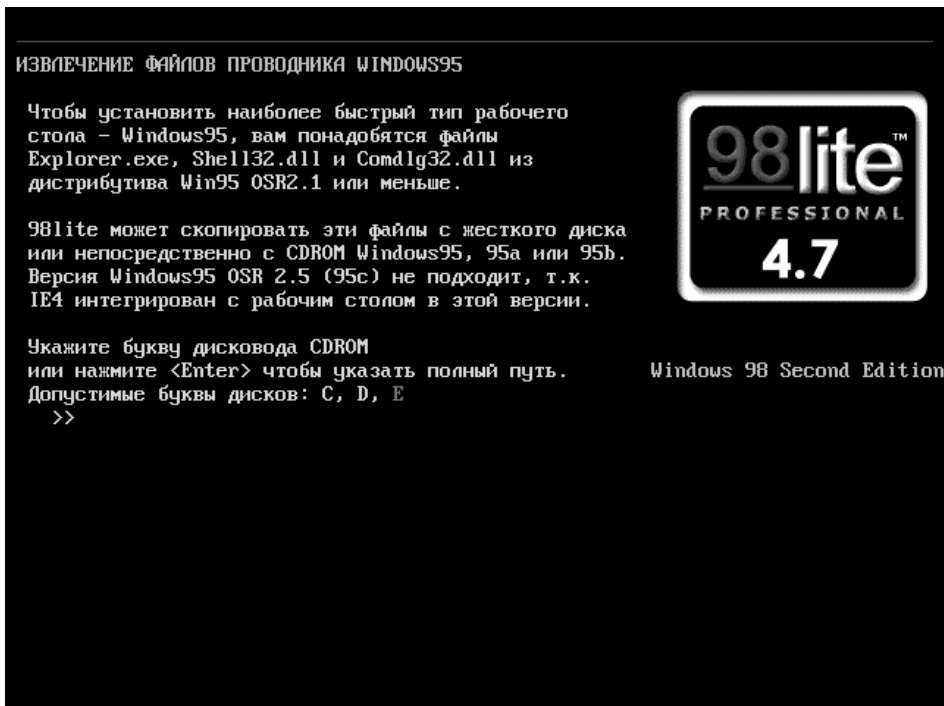 ИЗВЛЕЧЕНИЕ ФАЙЛОВ ПРОВОДНИКА WINDOWS95
Чтобы установить наиболее быстрый тип рабочего
стола - Windows95, вам понадобятся файлы
Explorer.exe, Shell32.dll и Comdlg32.dll из
дистрибутива Win95 OSR2.1 или меньше.
98lite может скопировать эти файлы с жесткого диска
или непосредственно с CDROM Windows95, 95a или 95b.
Версия Windows95 OSR 2.5 (95c) не подходит, т.к.
IE4 интегрирован с рабочим столом в этой версии.
Укажите букву дисковода CDROM
или нажмите <Enter> чтобы указать полный путь.
Допустимые буквы дисков: C, D, E
>>
98lite™
PROFESSIONAL
4.7
Windows 98 Second Edition